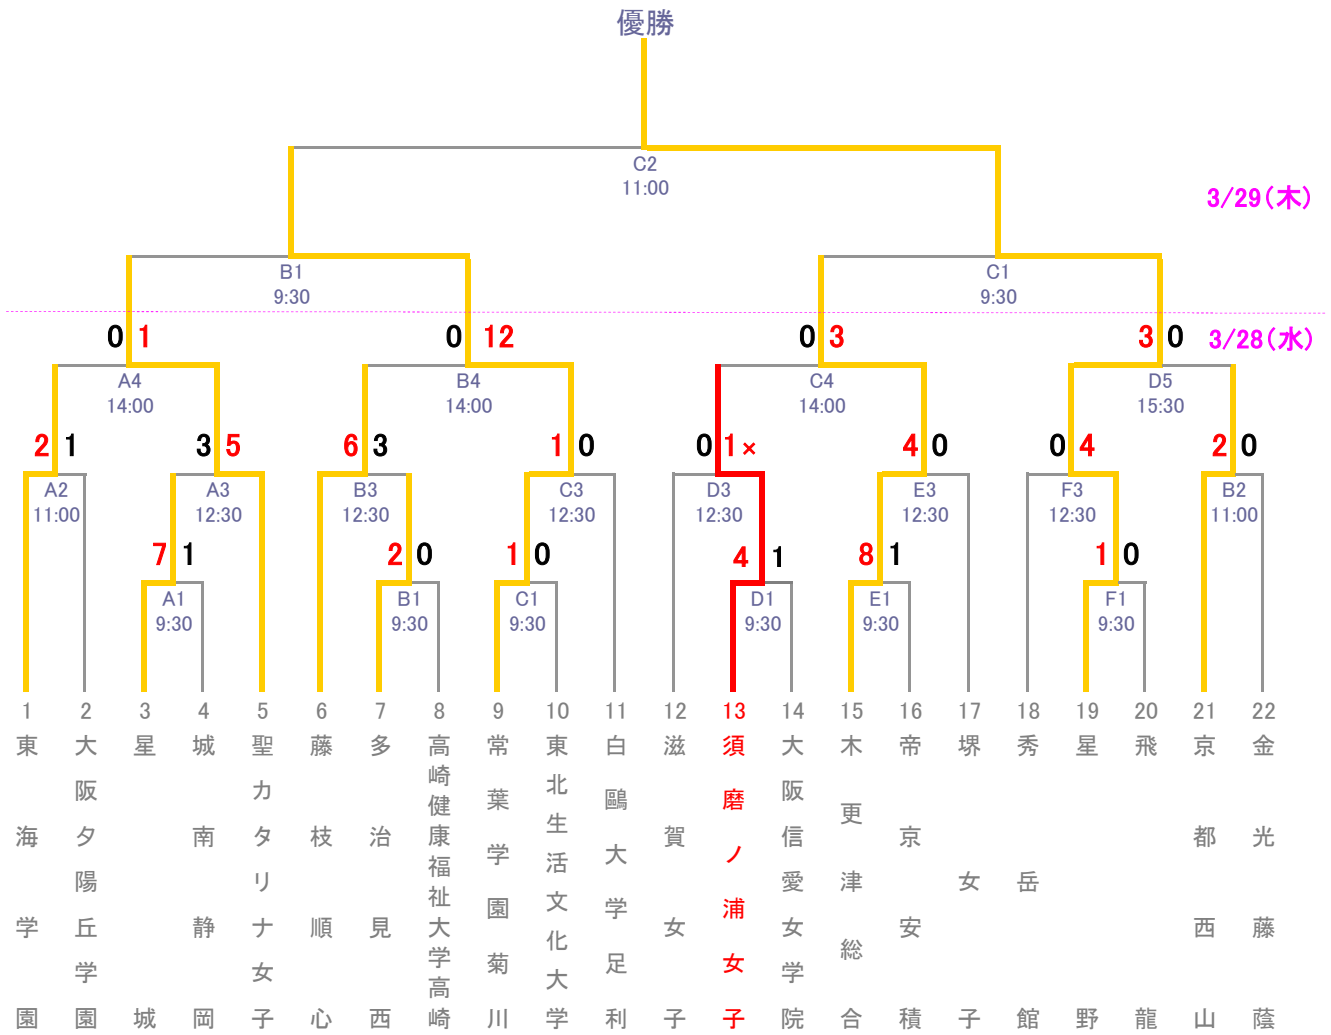 優勝
C2
11:00
3/29(木)
B1
9:30
C1
9:30
0 1
0 12
0 3
3 0
3/28(水)
A4
14:00
B4
14:00
C4
14:00
D5
15:30
2 1
3 5
6 3
1 0
0 1×
4 0
0 4
2 0
A2
11:00
A3
12:30
B3
12:30
C3
12:30
D3
12:30
E3
12:30
F3
12:30
B2
11:00
7 1
2 0
1 0
4 1
8 1
1 0
A1
9:30
B1
9:30
C1
9:30
D1
9:30
E1
9:30
F1
9:30
1 東海学園
2 大阪夕陽丘学園
3 星城
4 城南静岡
5 聖カタリナ女子
6 藤枝順心
7 多治見西
8 高崎健康福祉大学高崎
9 常葉学園菊川
10 東北生活文化大学
11 白鷗大学足利
12 滋賀女子
13 須磨ノ浦女子
14 大阪信愛女学院
15 木更津総合
16 帝京安積
17 堺女子
18 秀岳館
19 星野
20 飛龍
21 京都西山
22 金光藤蔭